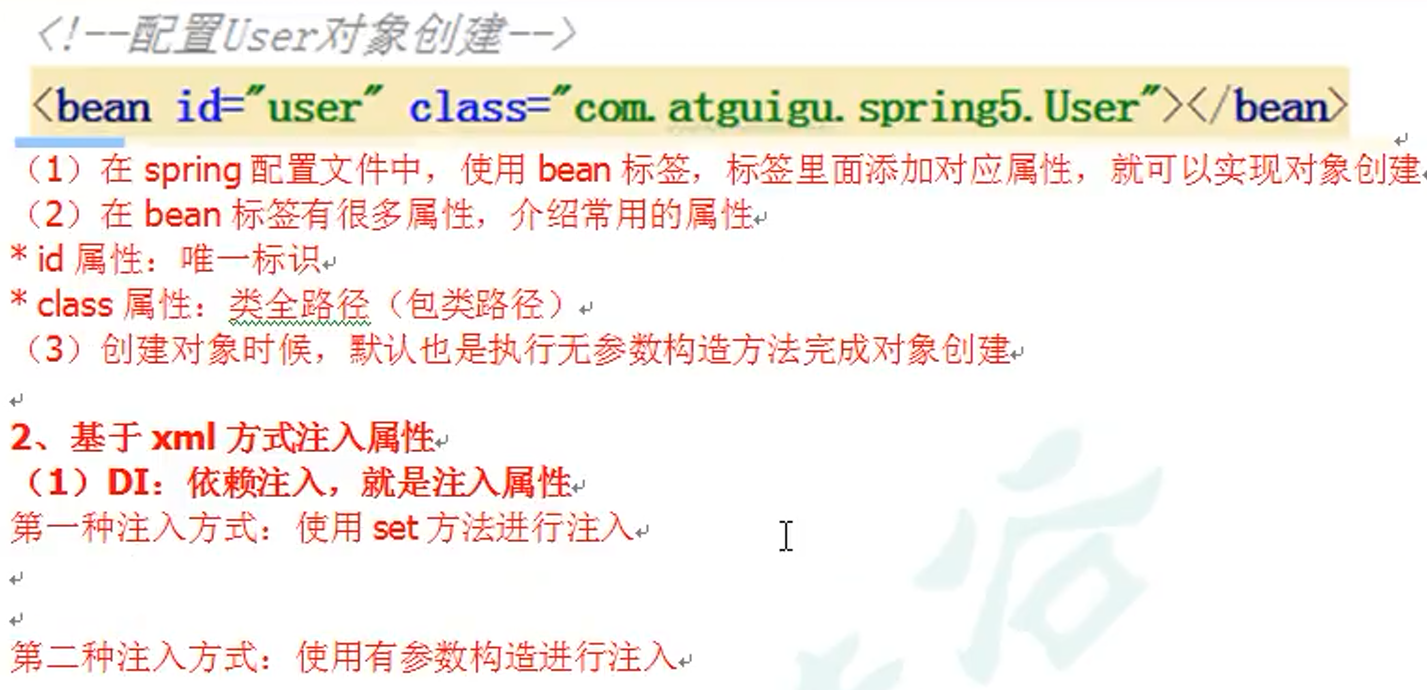 <!--配置User对象创建-->
<bean id="user" class="com.atguigu.spring5.User"></bean>
（1）在 spring 配置文件中，使用 bean 标签，标签里面添加对应属性，就可以实现对象创建
（2）在 bean 标签有很多属性，介绍常用的属性
* id 属性：唯一标识
* class 属性：类全路径（包类路径）
（3）创建对象时候，默认也是执行无参数构造方法完成对象创建
2、基于 xml 方式注入属性
（1）DI：依赖注入，就是注入属性
第一种注入方式：使用 set 方法进行注入
第二种注入方式：使用有参数构造进行注入